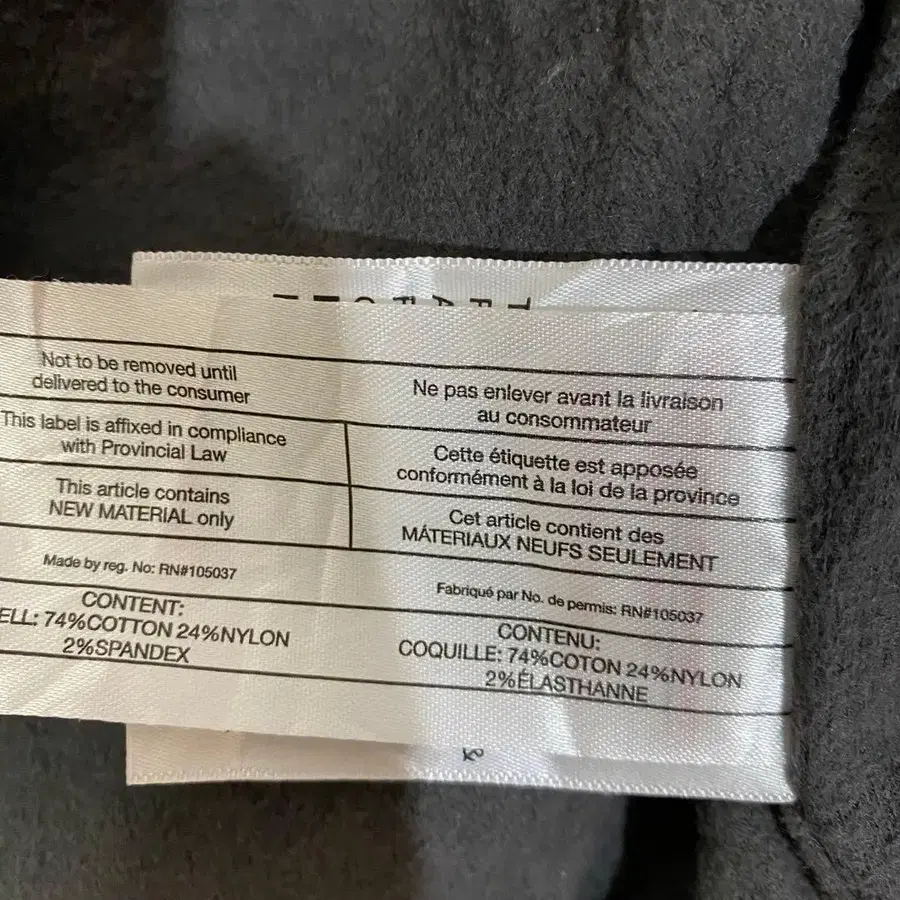 Not to be removed until
delivered to the consumer
Ne pas enlever avant la livraison
au consommateur
This label is affixed in compliance
with Provincial Law
Cette étiquette est apposée
conformément à la loi de la province
This article contains
NEW MATERIAL only
Cet article contient des
MÁTERIAUX NEUFS SEULEMENT
Made by reg. No: RN#105037
Fabriqué par No. de permis: RN#105037
CONTENT:
ELL: 74%COTTON 24%NYLON
2%SPANDEX
CONTENU:
COQUILLE: 74%COTON 24%NYLON
2%ÉLASTHANNE